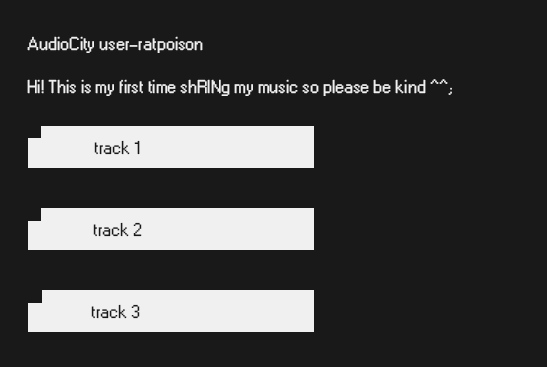 AudioCity user-ratpoison
Hi! This is my first time shRINg my music so please be kind ^^;
track 1
track 2
track 3